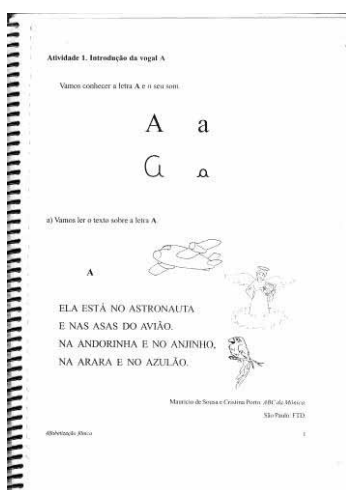 Atividade 1. Introdução da vogal A
Vamos conhecer a letra A e o seu som.
A a
A a
a) Vamos ler o texto sobre a letra A
A
ELA ESTÁ NO ASTRONAUTA
E NAS ASAS DO AVIÃO.
NA ANDORINHA E NO ANJINHO,
NA ARARA E NO AZULÃO.
Mauricio de Sousa e Cristina Porto. ABC da Mônica
São Paulo: FTD
Alfabetização fônica